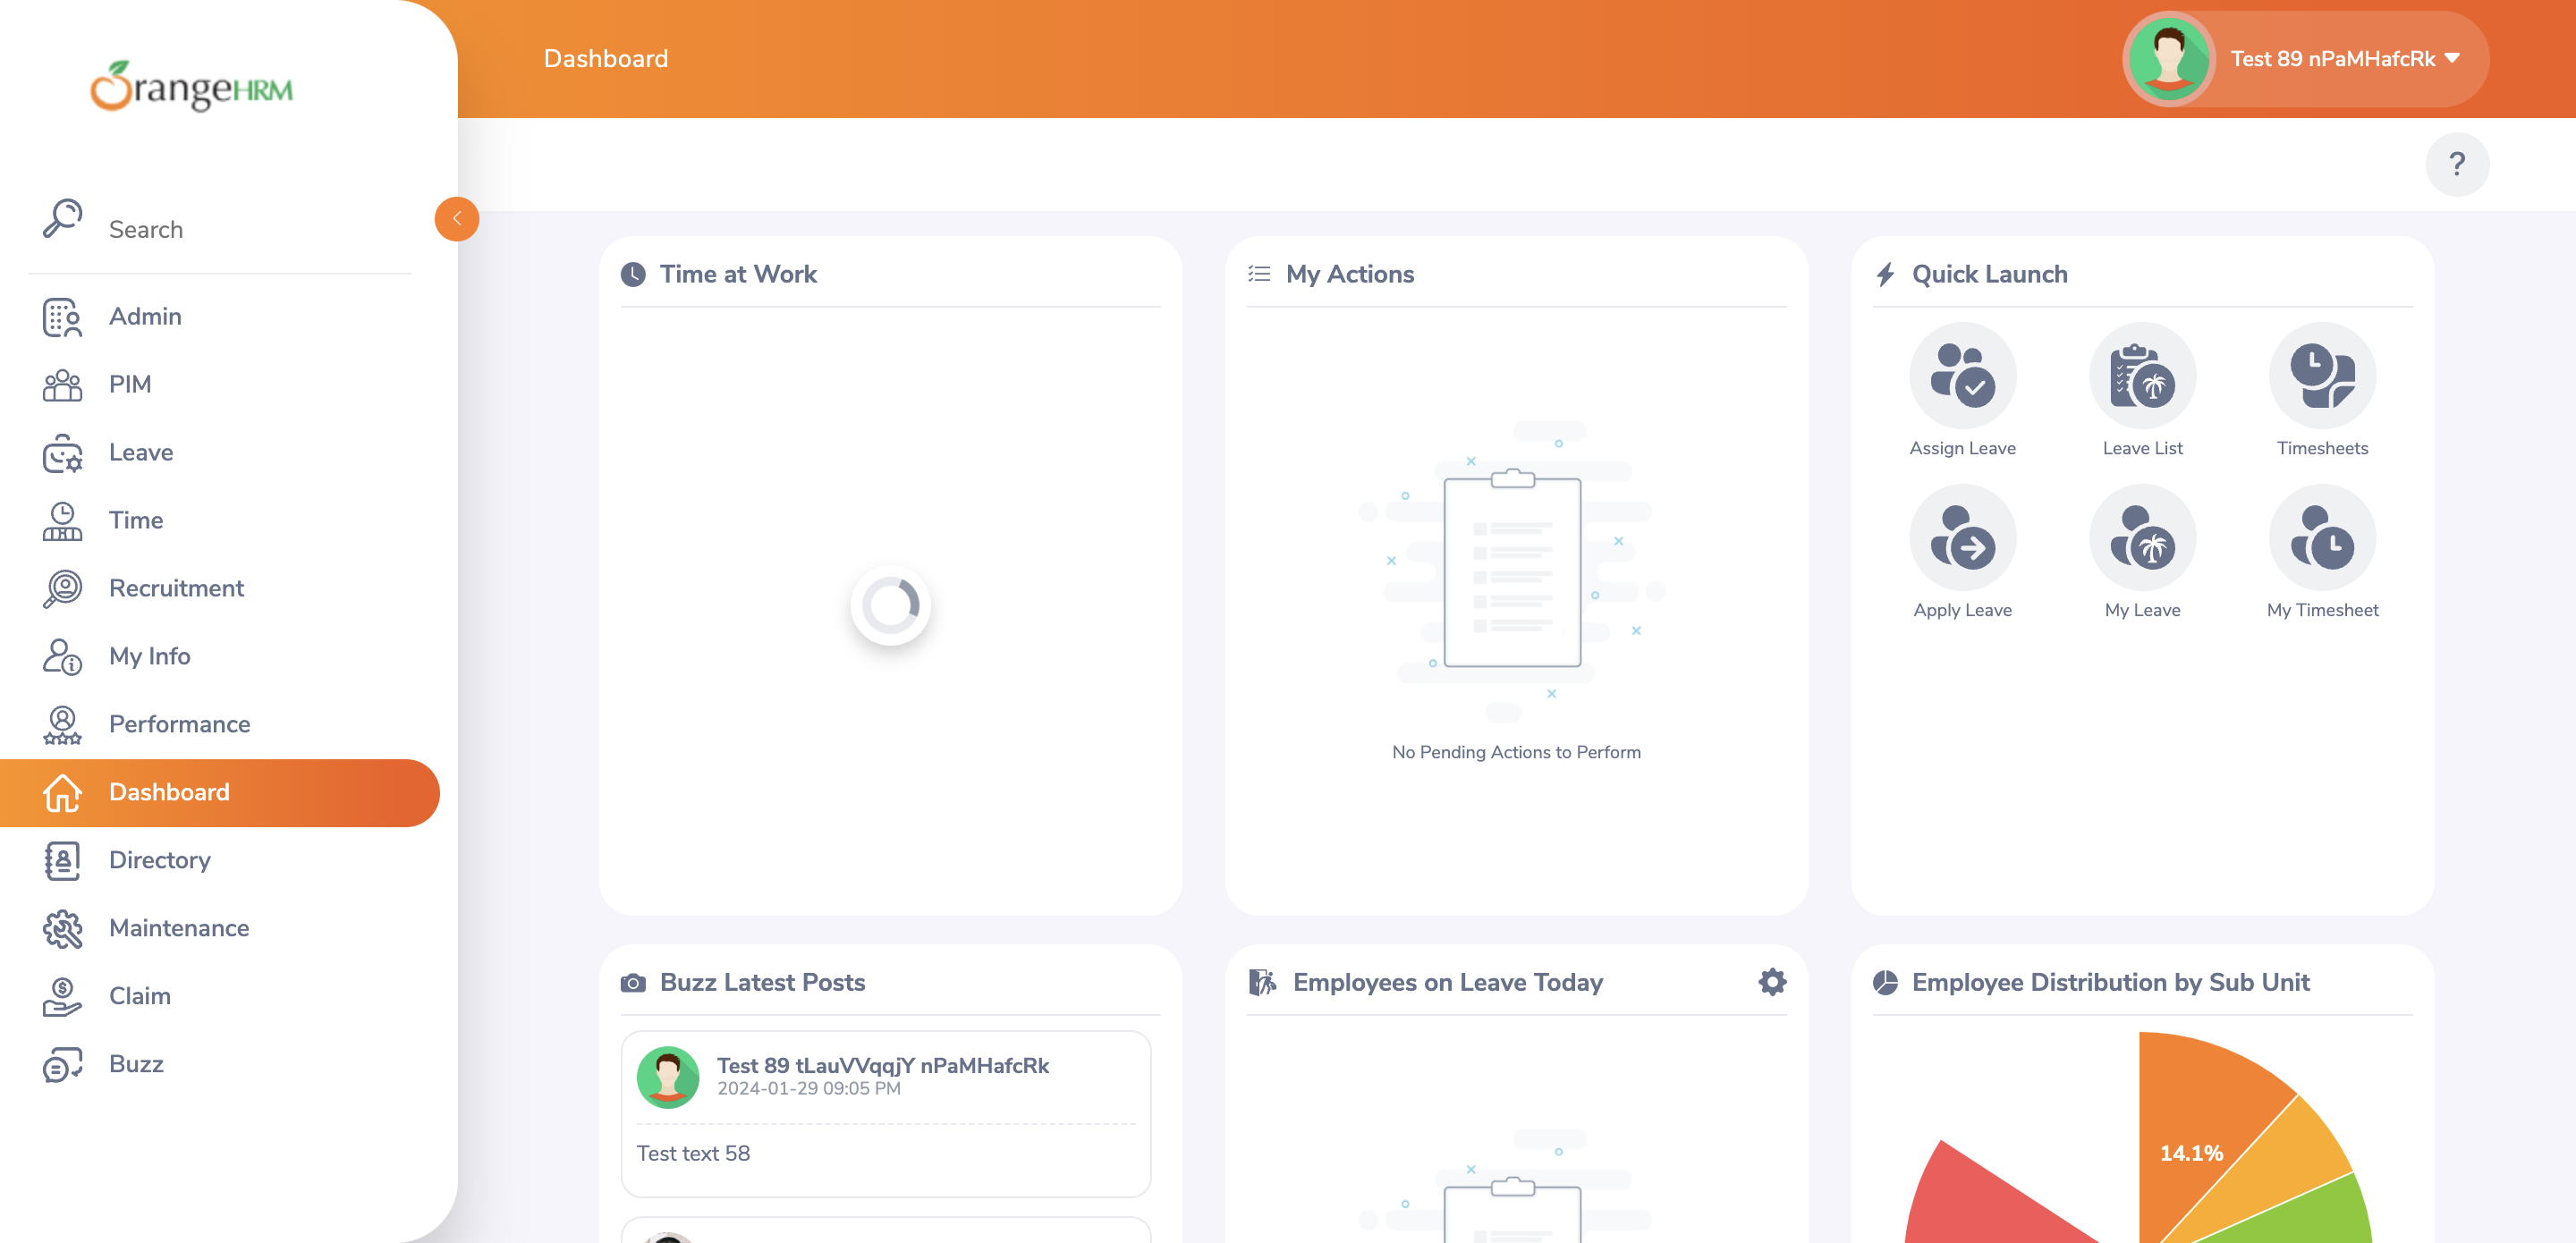 OrangeHRM
Search
Admin
PIM
Leave
Time
Recruitment
My Info
Performance
Dashboard
Directory
Maintenance
Claim
Buzz
Dashboard
Test 89 nPaMHafcRk
?
Time at Work
My Actions
No Pending Actions to Perform
Quick Launch
Assign Leave
Leave List
Timesheets
Apply Leave
My Leave
My Timesheet
Buzz Latest Posts
Test 89 tLauVVqqjY nPaMHafcRk
2024-01-29 09:05 PM
Test text 58
Employees on Leave Today
Employee Distribution by Sub Unit
14.1%